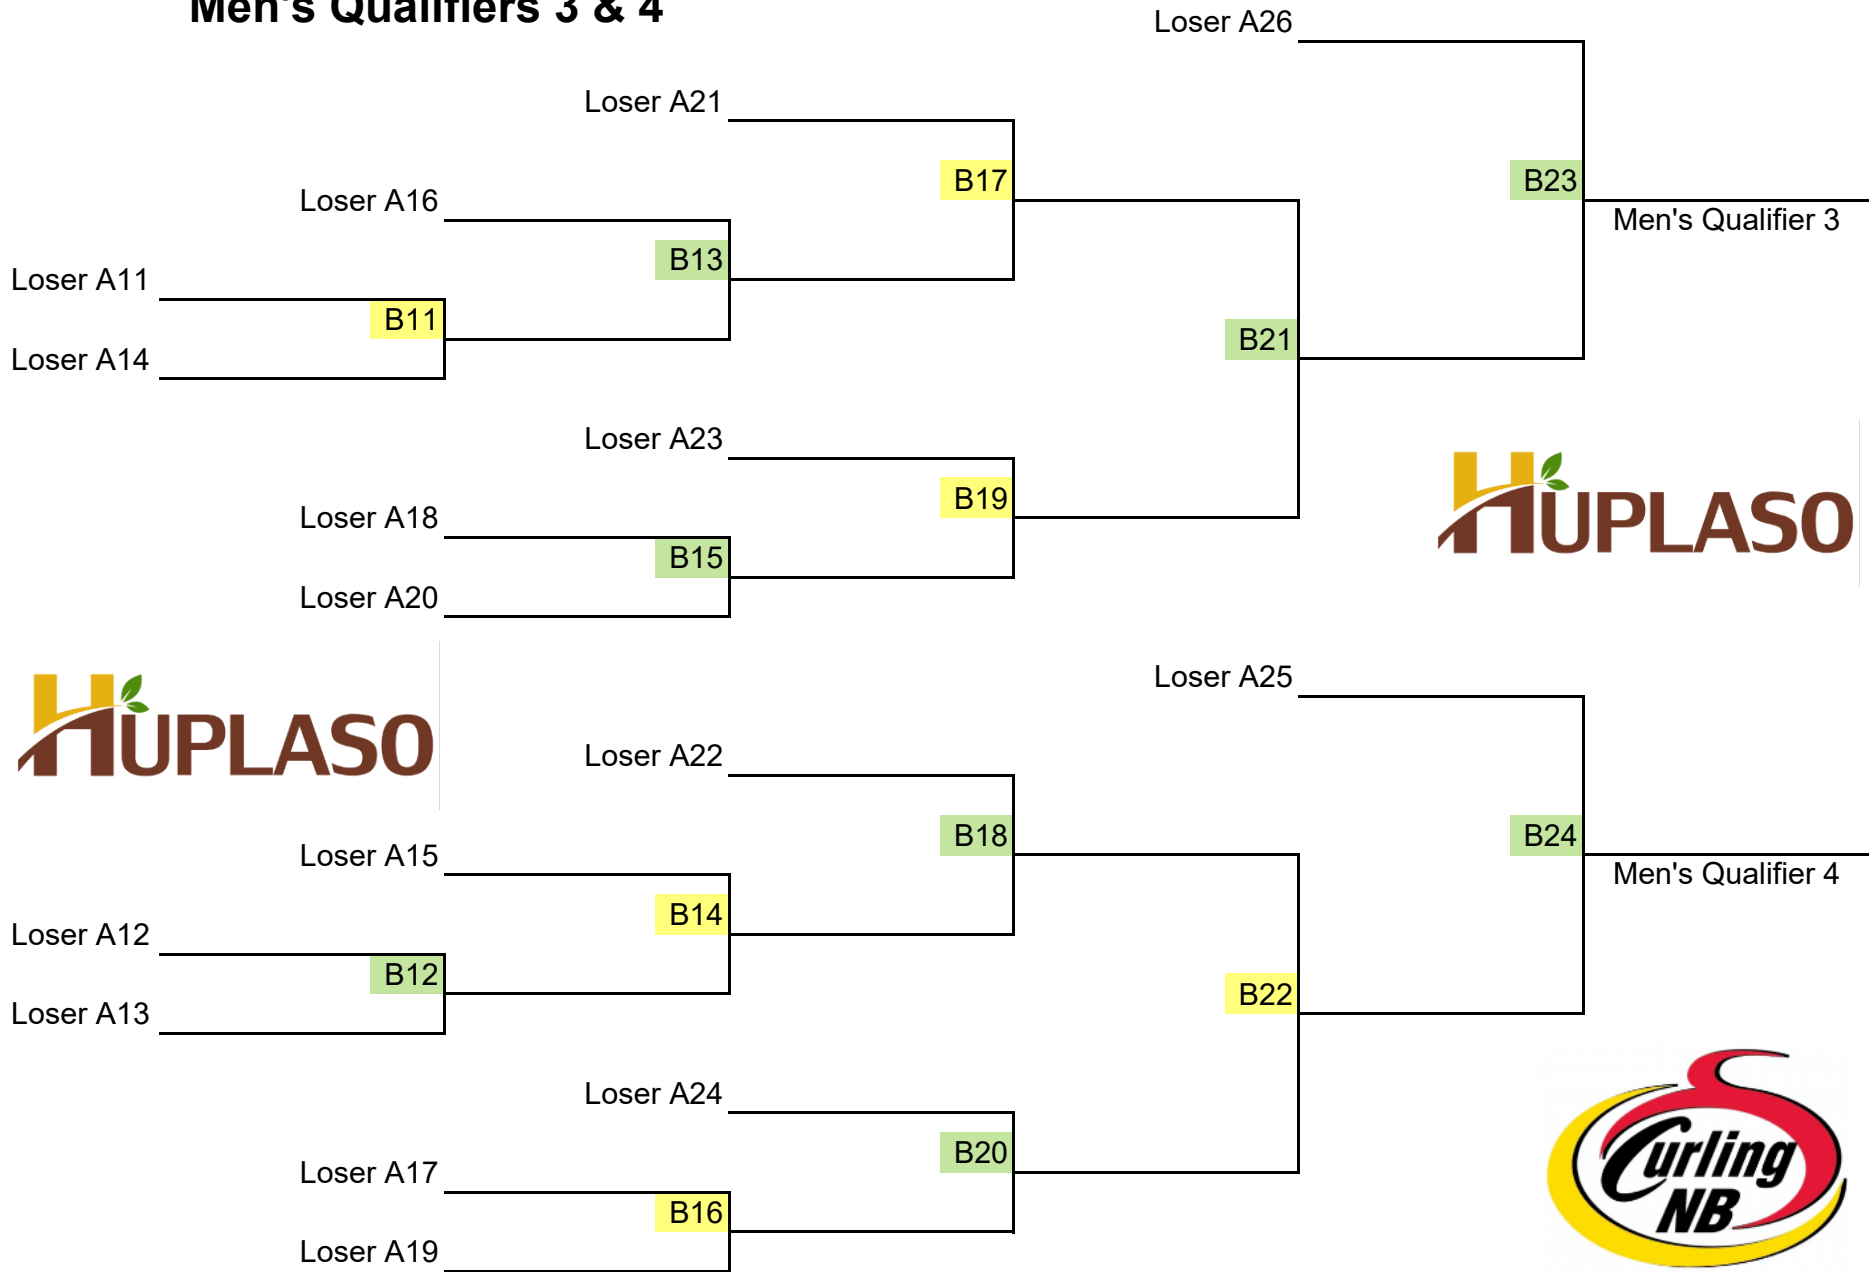 Men's Qualifiers 3 & 4
Loser A26
Loser A21
B17
B23
Loser A16
Men's Qualifier 3
B13
Loser A11
B11
B21
Loser A14
Loser A23
B19
HUPLASO
Loser A18
B15
Loser A20
Loser A25
HUPLASO
Loser A22
B18
B24
Loser A15
Men's Qualifier 4
B14
Loser A12
B12
B22
Loser A13
Loser A24
B20
Curling
NB
Loser A17
B16
Loser A19